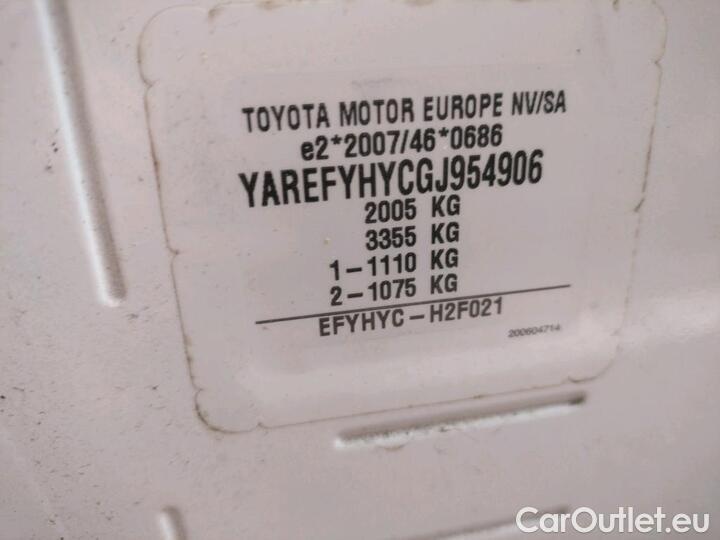 TOYOTA MOTOR EUROPE NV/SA
e2*2007/46*0686
YAREFYHYCGJ954906
2005 KG
3355 KG
1-1110 KG
2-1075 KG
EFYHYC-H2F021
200604714
CarOutlet.eu